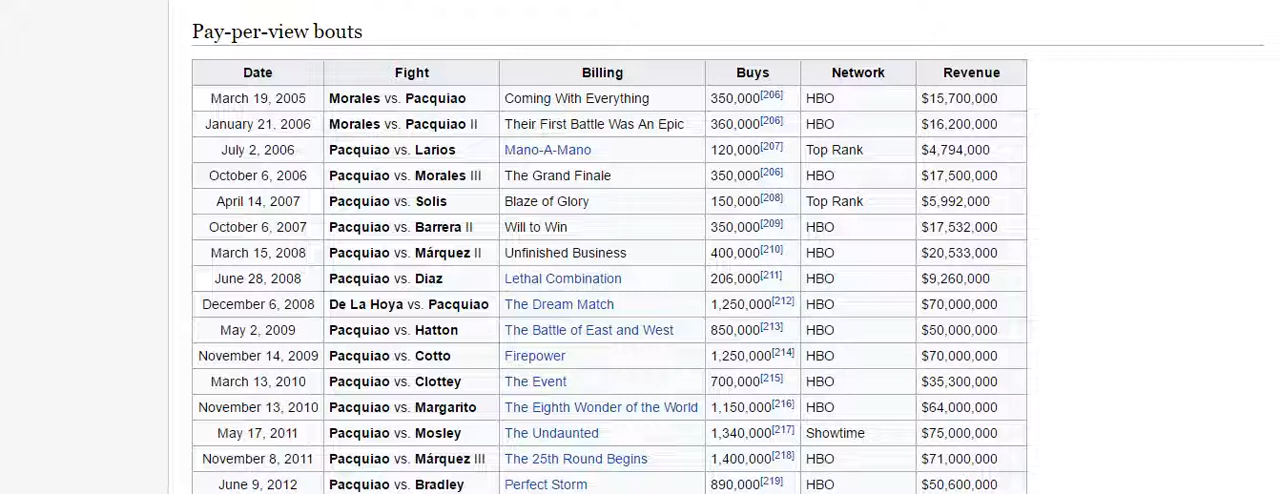 Pay-per-view bouts
Date Fight Billing Buys Network Revenue
March 19, 2005 Morales vs. Pacquiao Coming With Everything 350,000[206] HBO $15,700,000
January 21, 2006 Morales vs. Pacquiao II Their First Battle Was An Epic 360,000[206] HBO $16,200,000
July 2, 2006 Pacquiao vs. Larios Mano-A-Mano 120,000[207] Top Rank $4,794,000
October 6, 2006 Pacquiao vs. Morales III The Grand Finale 350,000[206] HBO $17,500,000
April 14, 2007 Pacquiao vs. Solis Blaze of Glory 150,000[208] Top Rank $5,992,000
October 6, 2007 Pacquiao vs. Barrera II Will to Win 350,000[209] HBO $17,532,000
March 15, 2008 Pacquiao vs. Márquez II Unfinished Business 400,000[210] HBO $20,533,000
June 28, 2008 Pacquiao vs. Diaz Lethal Combination 206,000[211] HBO $9,260,000
December 6, 2008 De La Hoya vs. Pacquiao The Dream Match 1,250,000[212] HBO $70,000,000
May 2, 2009 Pacquiao vs. Hatton The Battle of East and West 850,000[213] HBO $50,000,000
November 14, 2009 Pacquiao vs. Cotto Firepower 1,250,000[214] HBO $70,000,000
March 13, 2010 Pacquiao vs. Clottey The Event 700,000[215] HBO $35,300,000
November 13, 2010 Pacquiao vs. Margarito The Eighth Wonder of the World 1,150,000[216] HBO $64,000,000
May 17, 2011 Pacquiao vs. Mosley The Undaunted 1,340,000[217] Showtime $75,000,000
November 8, 2011 Pacquiao vs. Márquez III The 25th Round Begins 1,400,000[218] HBO $71,000,000
June 9, 2012 Pacquiao vs. Bradley Perfect Storm 890,000[219] HBO $50,600,000